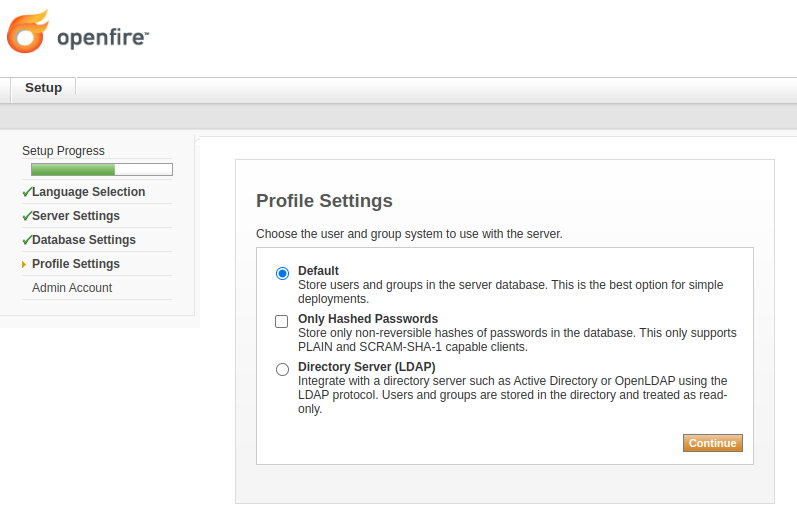 openfire™
Setup
Setup Progress
Language Selection
Server Settings
Database Settings
Profile Settings
Admin Account
Profile Settings
Choose the user and group system to use with the server.
Default
Store users and groups in the server database. This is the best option for simple
deployments.
Only Hashed Passwords
Store only non-reversible hashes of passwords in the database. This only supports
PLAIN and SCRAM-SHA-1 capable clients.
Directory Server (LDAP)
Integrate with a directory server such as Active Directory or OpenLDAP using the
LDAP protocol. Users and groups are stored in the directory and treated as read-
only.
Continue